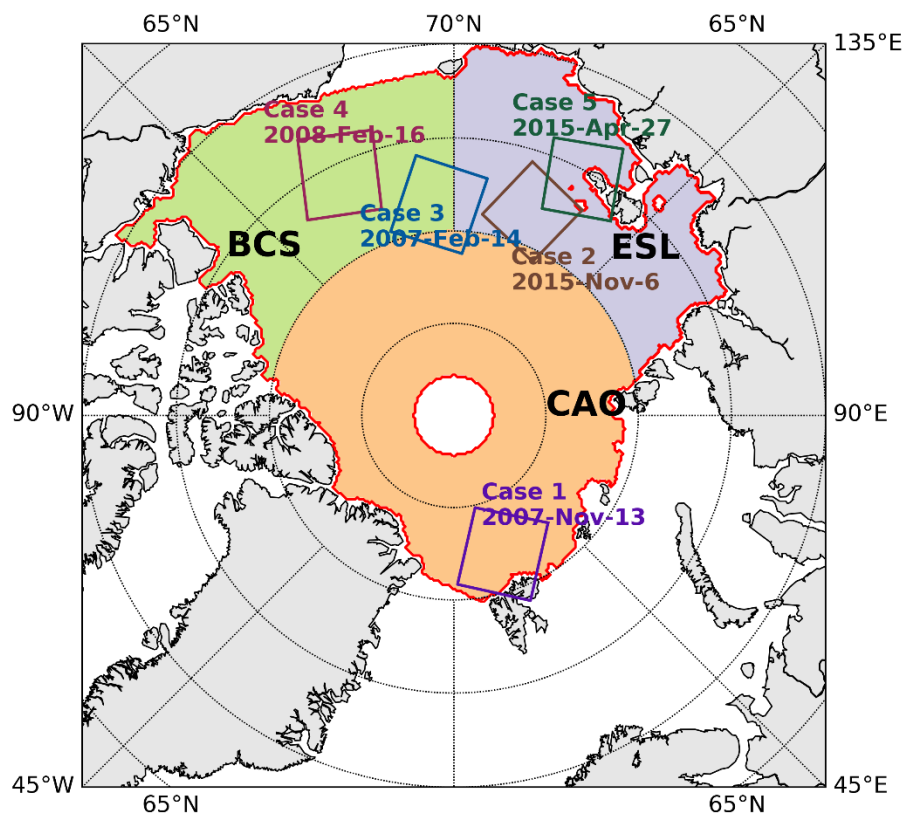 65°N 70°N 65°N
135°E
Case 4
2008-Feb-16
Case 5
2015-Apr-27
Case 3
2007-Feb-14
BCS
ESL
Case 2
2015-Nov-6
90°W
CAO
90°E
Case 1
2007-Nov-13
45°W
45°E
65°N 65°N